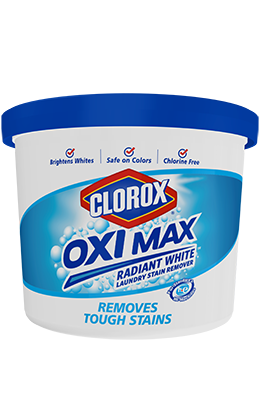 Brightens Whites
Safe on Colors
Chlorine Free
CLOROX
OXI MAX
RADIANT WHITE
LAUNDRY STAIN REMOVER
REMOVES
TOUGH STAINS